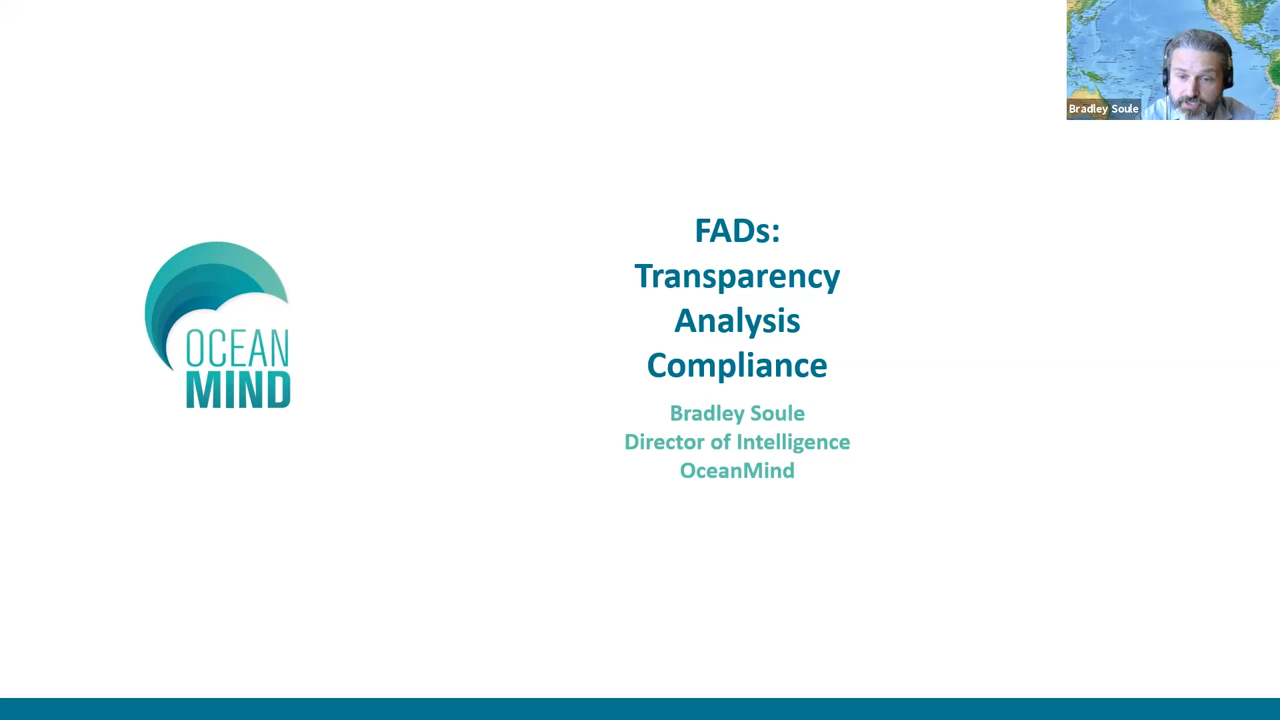 Bradley Soule
FADs:
Transparency
Analysis
Compliance
OCEAN
MIND
Bradley Soule
Director of Intelligence
OceanMind